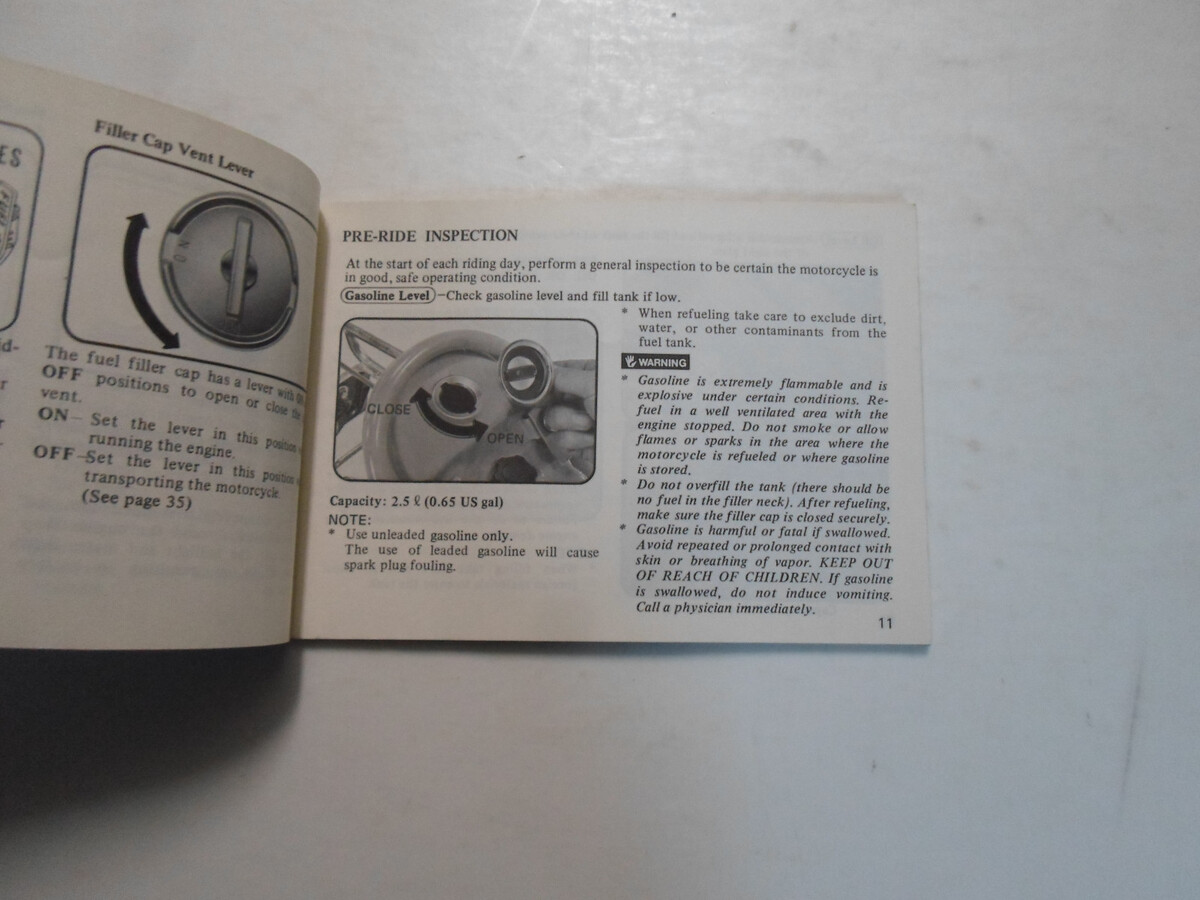 ES
FUEL
Filler Cap Vent Lever
ON
id-
r
r
The fuel filler cap has a lever with ON
OFF positions to open or close the
vent.
ON— Set the lever in this position
running the engine.
OFF—Set the lever in this position
transporting the motorcycle.
(See page 35)
PRE-RIDE INSPECTION
At the start of each riding day, perform a general inspection to be certain the motorcycle is
in good, safe operating condition.
Gasoline Level—Check gasoline level and fill tank if low.
CLOSE
OPEN
Capacity: 2.5 ℓ (0.65 US gal)
NOTE:
* Use unleaded gasoline only.
The use of leaded gasoline will cause
spark plug fouling.
* When refueling take care to exclude dirt,
water, or other contaminants from the
fuel tank.
WARNING
* Gasoline is extremely flammable and is
explosive under certain conditions. Re-
fuel in a well ventilated area with the
engine stopped. Do not smoke or allow
flames or sparks in the area where the
motorcycle is refueled or where gasoline
is stored.
* Do not overfill the tank (there should be
no fuel in the filler neck). After refueling,
make sure the filler cap is closed securely.
* Gasoline is harmful or fatal if swallowed.
Avoid repeated or prolonged contact with
skin or breathing of vapor. KEEP OUT
OF REACH OF CHILDREN. If gasoline
is swallowed, do not induce vomiting.
Call a physician immediately.
11